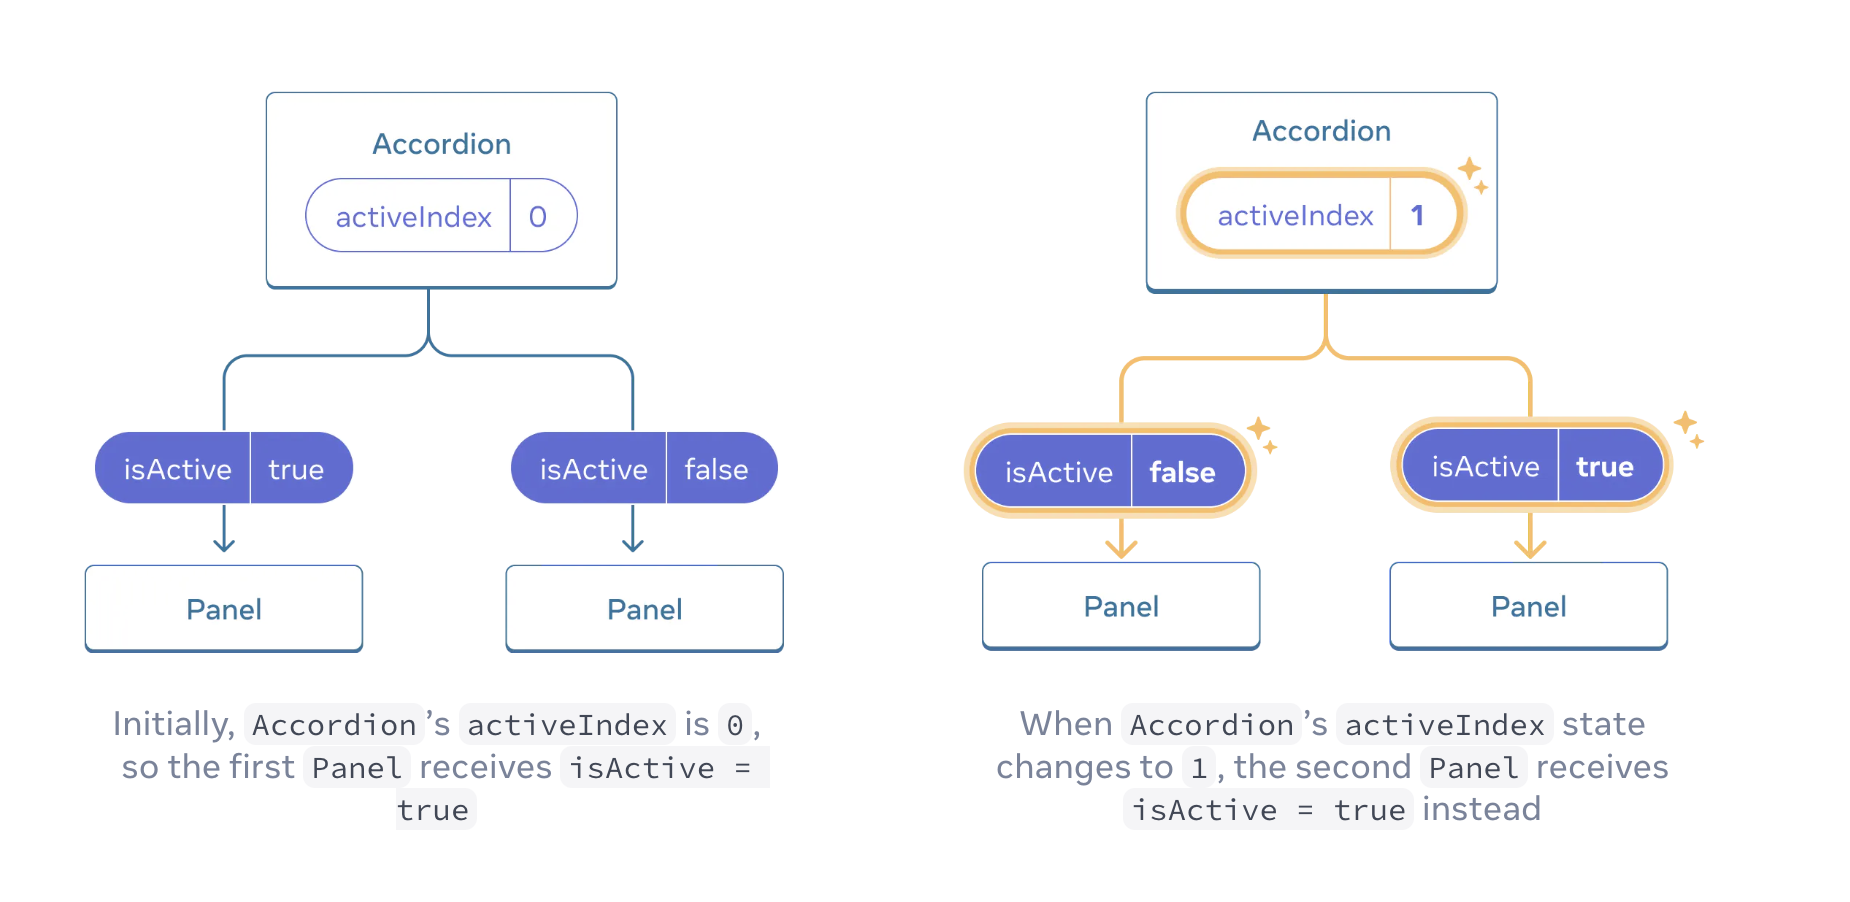 Accordion
activeIndex 0
isActive true
isActive false
Panel
Panel
Initially, Accordion’s activeIndex is 0,
so the first Panel receives isActive =
true
Accordion
activeIndex 1
isActive false
isActive true
Panel
Panel
When Accordion’s activeIndex state
changes to 1, the second Panel receives
isActive = true instead